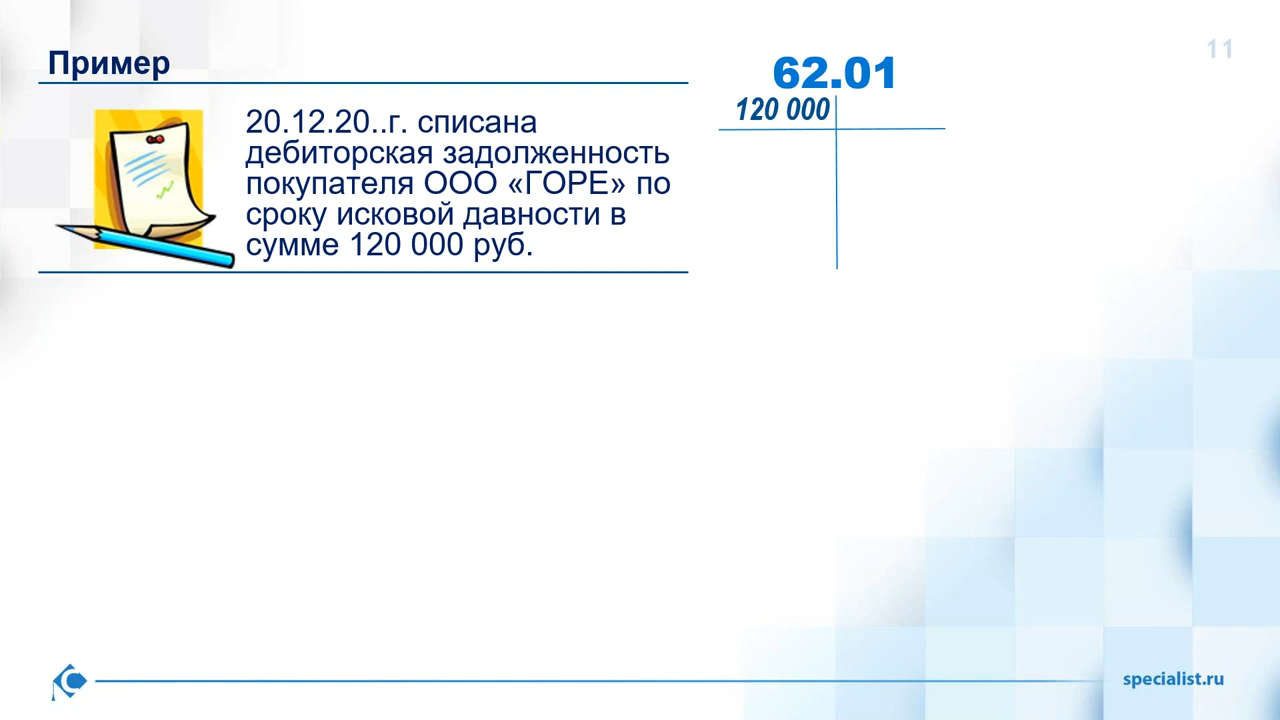 Пример
20.12.20..г. списана
дебиторская задолженность
покупателя ООО «ГОРЕ» по
сроку исковой давности в
сумме 120 000 руб.
62.01
120 000
11
specialist.ru